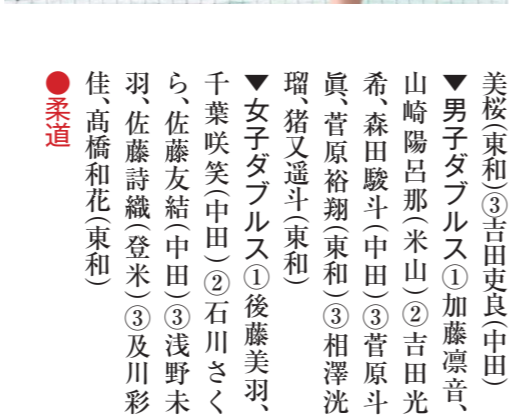 美桜(東和)③吉田吏良(中田)
▼男子ダブルス①加藤凛音、
山崎陽呂那(米山)②吉田光
希、森田駿斗(中田)③菅原斗
眞、菅原裕翔(東和)③相澤洸
瑠、猪又遥斗(東和)
▼女子ダブルス①後藤美羽、
千葉咲笑(中田)②石川さく
ら、佐藤友結(中田)③浅野未
羽、佐藤詩織(登米)③及川彩
佳、髙橋和花(東和)
●柔道